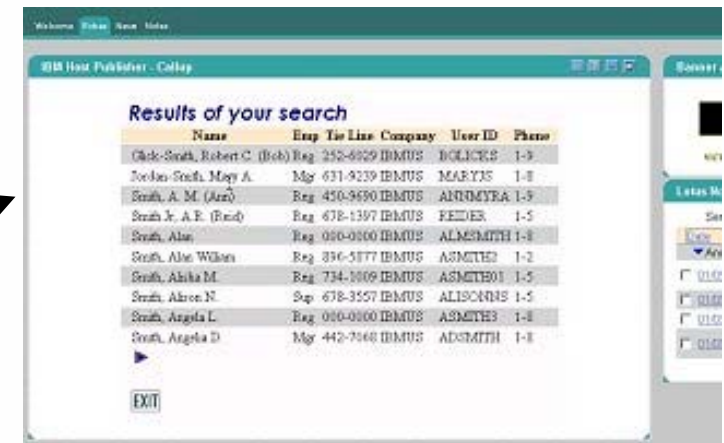 Welcome News Notes
IBM Host Publisher - Callup
Results of your search
Name Emp Tie Line Company User ID Phone
Glick-Smith, Robert C. (Bob) Reg 252-6029 IBMUS BGLICKS 1-9
Jordan-Smith, Mary A. Mgr 631-9239 IBMUS MARYJS 1-8
Smith, A. M. (Ann) Reg 450-9690 IBMUS ANNMYRA 1-9
Smith Jr, A.R. (Reid) Reg 678-1397 IBMUS REIDER 1-5
Smith, Alan Reg 000-0000 IBMUS ALMSMITH 1-8
Smith, Alan William Reg 896-5877 IBMUS ASMITH2 1-2
Smith, M. Reg 734-1009 IBMUS ASMITH01 1-5
Smith, N. Sup 678-3557 IBMUS ALISONNS 1-5
Smith, Angela L. Reg 000-0000 IBMUS ASMITH3 1-8
Smith, Angela D. Mgr 442-7068 IBMUS ADSMITH 1-8
EXIT
Banner
Lotus
Date